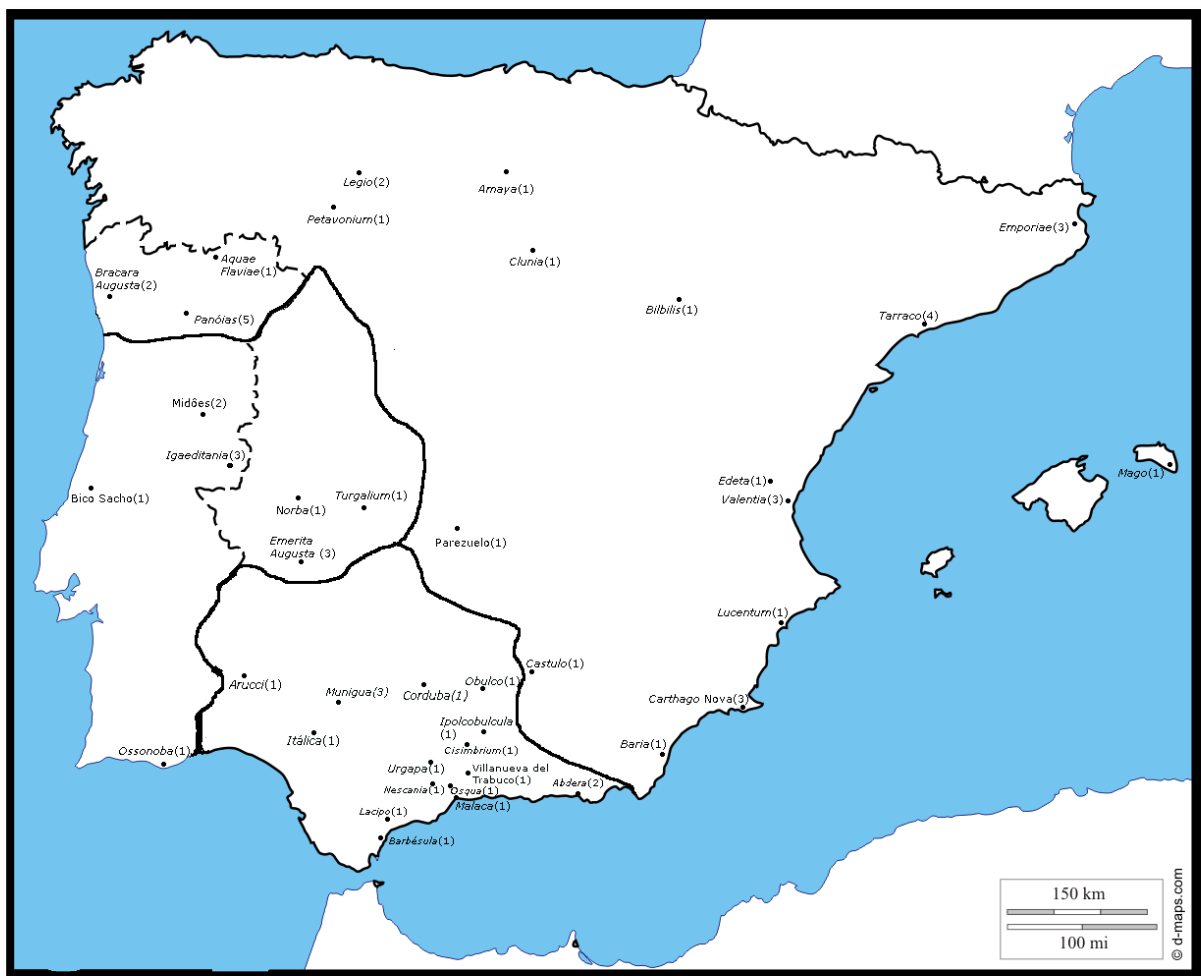 Legio(2)
Amaya(1)
Petavonium(1)
Emporiae(3)
Aquae
Flaviae(1)
Clunia(1)
Bracara
Augusta(2)
Bilbilis(1)
Panóias(5)
Tarraco(4)
Midôes(2)
Igaeditania(3)
Mago(1)
Edeta(1)
Bico Sacho(1)
Turgalium(1)
Valentia(3)
Norba(1)
Emerita
Augusta (3)
Parezuelo(1)
Lucentum(1)
Castulo(1)
Arucci(1)
Obulco(1)
Munigua(3)
Corduba(1)
Carthago Nova(3)
Ipolcobulcula
(1)
Itálica(1)
Ossonoba(1)
Cisimbrium(1)
Baria(1)
Urgapa(1)
Villanueva del
Trabuco(1)
Nescania(1)
Osqua(1)
Abdera(2)
Malaca(1)
Lacipo(1)
Barbésula(1)
150 km
100 mi
© d-maps.com